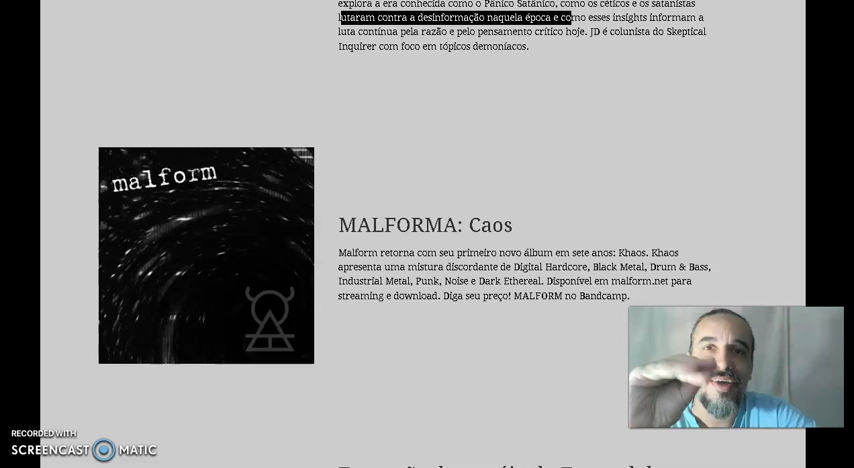 explora a era conhecida como o Pânico Satânico, como os céticos e os satanistas
lutaram contra a desinformação naquela época e como esses insights informam a
luta contínua pela razão e pelo pensamento crítico hoje. JD é colunista do Skeptical
Inquirer com foco em tópicos demoníacos.
malform
MALFORMA: Caos
Malform retorna com seu primeiro novo álbum em sete anos: Khaos. Khaos
apresenta uma mistura discordante de Digital Hardcore, Black Metal, Drum & Bass,
Industrial Metal, Punk, Noise e Dark Ethereal. Disponível em malform.net para
streaming e download. Diga seu preço! MALFORM no Bandcamp.
RECORDED WITH
SCREENCAST MATIC